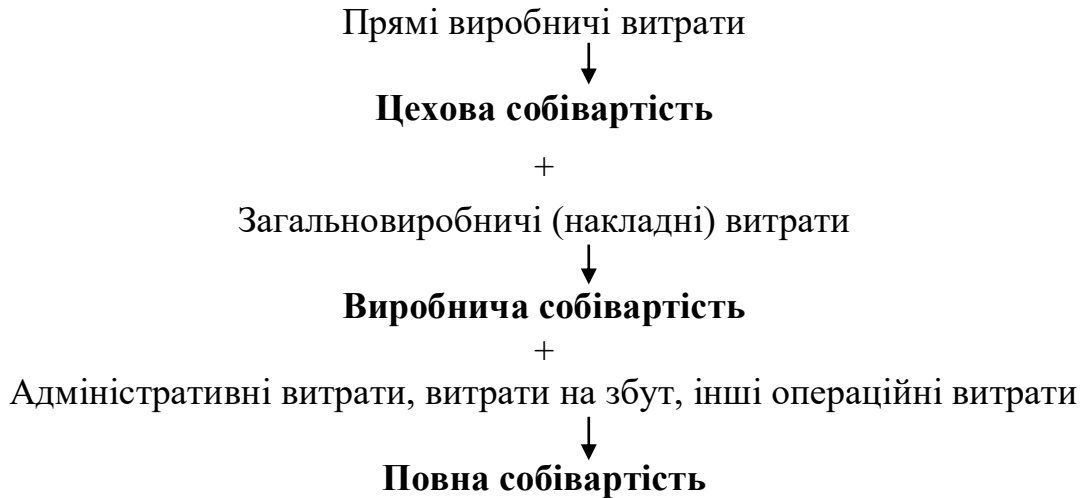 Прямі виробничі витрати
Цехова собівартість
+
Загальновиробничі (накладні) витрати
Виробнича собівартість
+
Адміністративні витрати, витрати на збут, інші операційні витрати
Повна собівартість